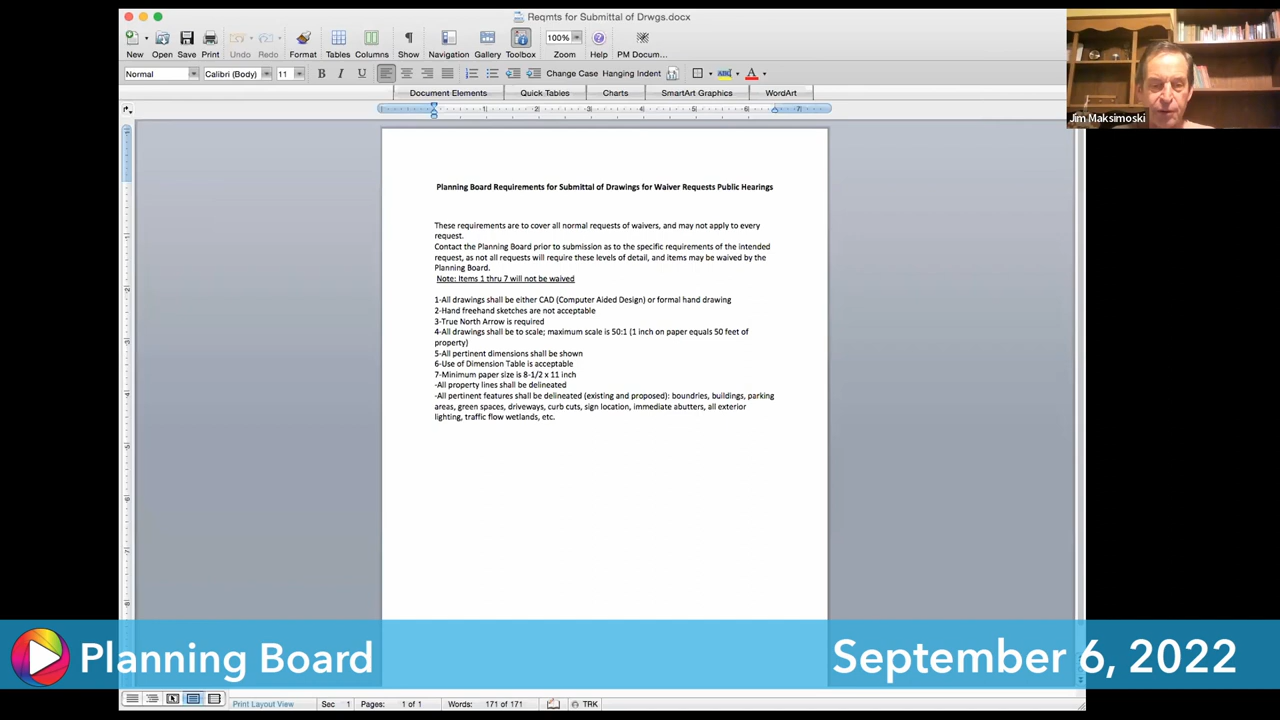 Reqmts for Submittal of Drwgs.docx
100%
New Open Save Print Undo Redo Format Tables Columns Show Navigation Gallery Toolbox Zoom Help PM Docum...
Normal Calibri (Body) 11 B I U Change Case Hanging Indent ABC A
Document Elements Quick Tables Charts SmartArt Graphics WordArt
1 2 3 4 5 6 7
Jim Maksimoski
Planning Board Requirements for Submittal of Drawings for Waiver Requests Public Hearings
These requirements are to cover all normal requests of waivers, and may not apply to every
request.
Contact the Planning Board prior to submission as to the specific requirements of the intended
request, as not all requests will require these levels of detail, and items may be waived by the
Planning Board.
Note: Items 1 thru 7 will not be waived
1-All drawings shall be either CAD (Computer Aided Design) or formal hand drawing
2-Hand freehand sketches are not acceptable
3-True North Arrow is required
4-All drawings shall be to scale; maximum scale is 50:1 (1 inch on paper equals 50 feet of
property)
5-All pertinent dimensions shall be shown
6-Use of Dimension Table is acceptable
7-Minimum paper size is 8-1/2 x 11 inch
-All property lines shall be delineated
-All pertinent features shall be delineated (existing and proposed): boundries, buildings, parking
areas, green spaces, driveways, curb cuts, sign location, immediate abutters, all exterior
lighting, traffic flow wetlands, etc.
Planning Board
September 6, 2022
Print Layout View Sec 1 Pages: 1 of 1 Words: 171 of 171 TRK